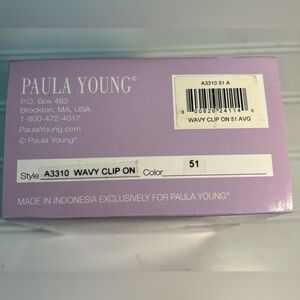 PAULA YOUNG®
P.O. Box 483
Brockton, MA, USA
1-800-472-4017
PaulaYoung.com
© Paula Young®
A3310 51 A
WAVY CLIP ON 51 AVG
Style A3310 WAVY CLIP ON Color 51
MADE IN INDONESIA EXCLUSIVELY FOR PAULA YOUNG®